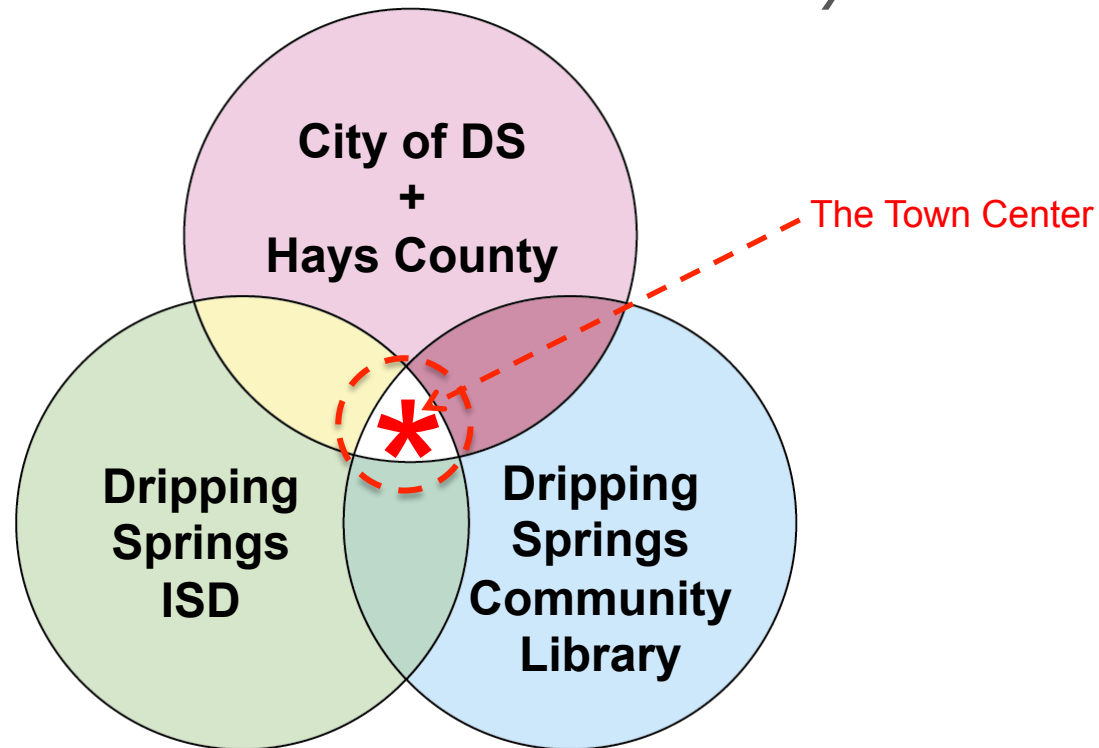 City of DS
+
Hays County
The Town Center
*
Dripping
Springs
ISD
Dripping
Springs
Community
Library